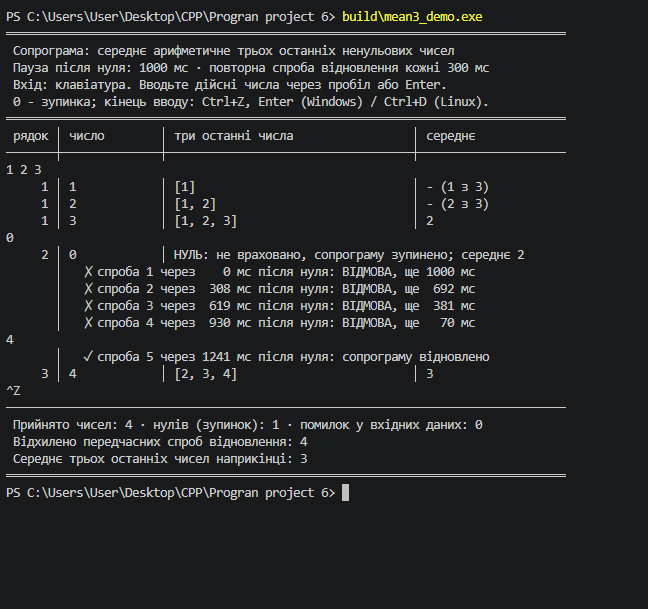 PS C:\Users\User\Desktop\CPP\Progran project 6> build\mean3_demo.exe
Сопрограма: середнє арифметичне трьох останніх ненульових чисел
Пауза після нуля: 1000 мс · повторна спроба відновлення кожні 300 мс
Вхід: клавіатура. Вводьте дійсні числа через пробіл або Enter.
0 - зупинка; кінець вводу: Ctrl+Z, Enter (Windows) / Ctrl+D (Linux).
рядок | число | три останні числа | середнє
1 2 3
1 | 1 | [1] | - (1 з 3)
1 | 2 | [1, 2] | - (2 з 3)
1 | 3 | [1, 2, 3] | 2
0
2 | 0 | НУЛЬ: не враховано, сопрограму зупинено; середнє 2
| ✗ спроба 1 через 0 мс після нуля: ВІДМОВА, ще 1000 мс
| ✗ спроба 2 через 308 мс після нуля: ВІДМОВА, ще 692 мс
| ✗ спроба 3 через 619 мс після нуля: ВІДМОВА, ще 381 мс
| ✗ спроба 4 через 930 мс після нуля: ВІДМОВА, ще 70 мс
4
| ✓ спроба 5 через 1241 мс після нуля: сопрограму відновлено
3 | 4 | [2, 3, 4] | 3
^Z
Прийнято чисел: 4 · нулів (зупинок): 1 · помилок у вхідних даних: 0
Відхилено передчасних спроб відновлення: 4
Середнє трьох останніх чисел наприкінці: 3
PS C:\Users\User\Desktop\CPP\Progran project 6>